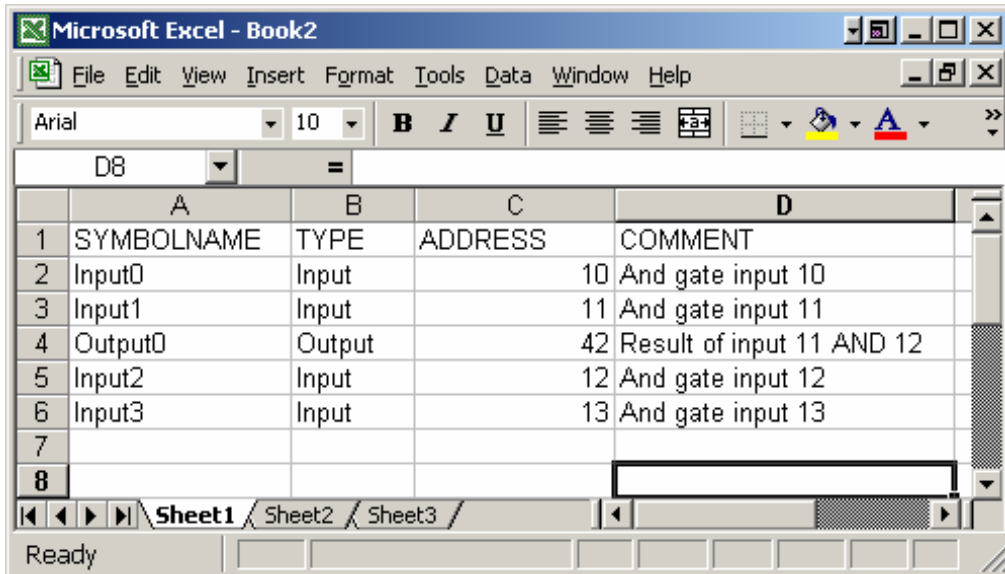 Microsoft Excel - Book2
File Edit View Insert Format Tools Data Window Help
Arial 10 B I U a A »
D8 =
A B C D
1 SYMBOLNAME TYPE ADDRESS COMMENT
2 Input0 Input 10 And gate input 10
3 Input1 Input 11 And gate input 11
4 Output0 Output 42 Result of input 11 AND 12
5 Input2 Input 12 And gate input 12
6 Input3 Input 13 And gate input 13
7
8
Sheet1 Sheet2 Sheet3
Ready